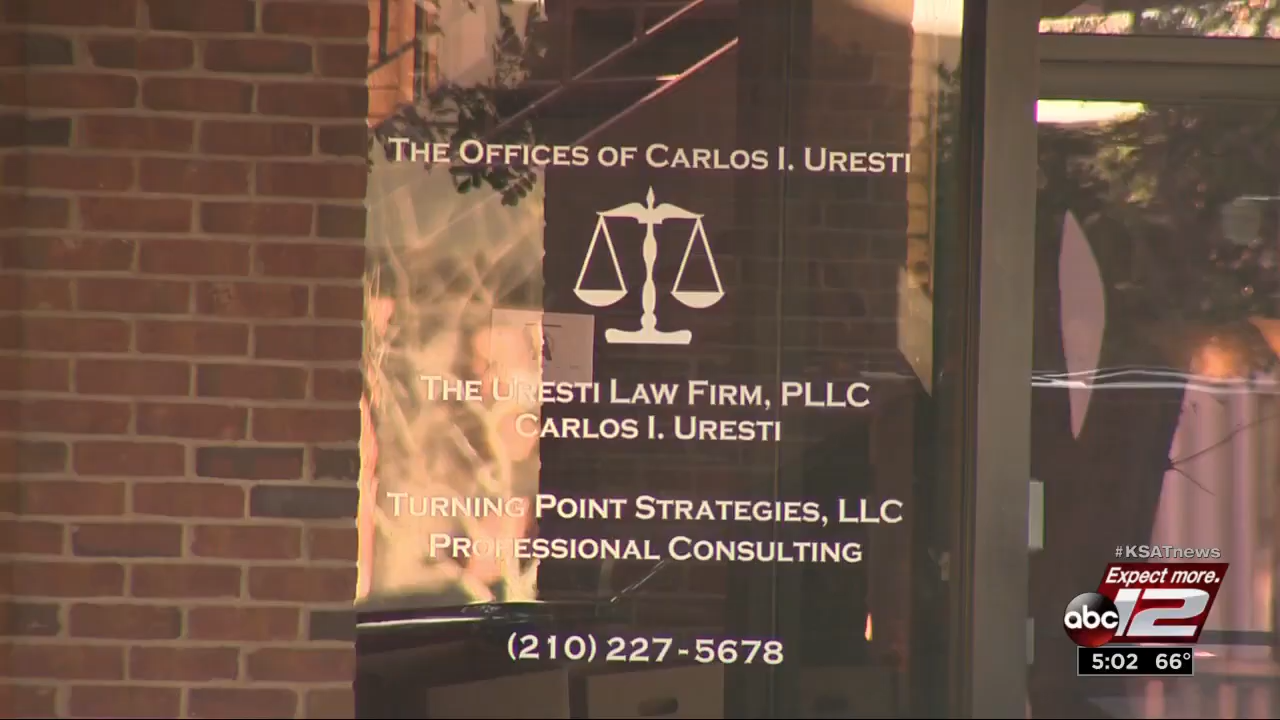 The Offices of Carlos I. Uresti
The Uresti Law Firm, PLLC
Carlos I. Uresti
Turning Point Strategies, LLC
Professional Consulting
(210) 227-5678
#KSATnews
Expect more.
abc 12
5:02 66°